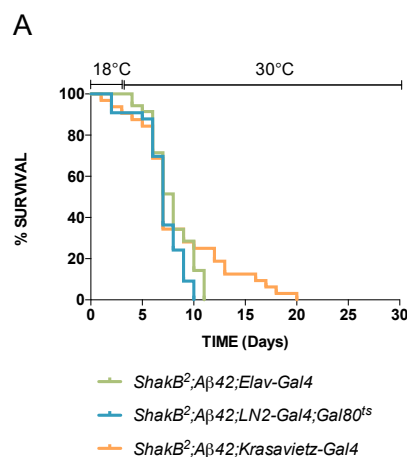 A
18°C 30°C
100
80
60
40
20
0
% SURVIVAL
0 5 10 15 20 25 30
TIME (Days)
ShakB²;Aβ42;Elav-Gal4
ShakB²;Aβ42;LN2-Gal4;Gal80ᵗˢ
ShakB²;Aβ42;Krasavietz-Gal4